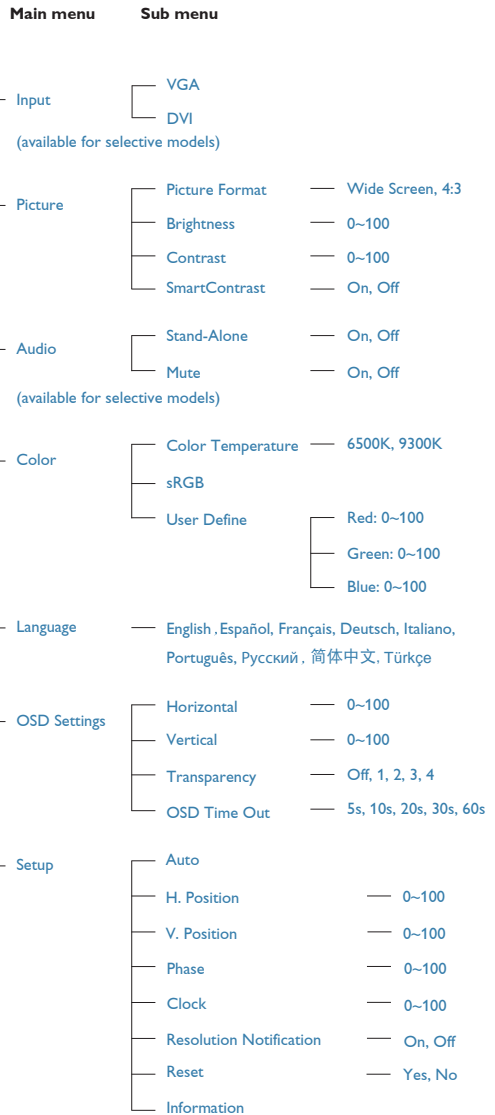 Main menu Sub menu
VGA
Input
DVI
(available for selective models)
Picture Format Wide Screen, 4:3
Picture
Brightness 0~100
Contrast 0~100
SmartContrast On, Off
Stand-Alone On, Off
Audio
Mute On, Off
(available for selective models)
Color Temperature 6500K, 9300K
Color
sRGB
User Define Red: 0~100
Green: 0~100
Blue: 0~100
Language English , Español, Français, Deutsch, Italiano,
Português, Русский , 简体中文, Türkçe
Horizontal 0~100
OSD Settings
Vertical 0~100
Transparency Off, 1, 2, 3, 4
OSD Time Out 5s, 10s, 20s, 30s, 60s
Setup Auto
H. Position 0~100
V. Position 0~100
Phase 0~100
Clock 0~100
Resolution Notification On, Off
Reset Yes, No
Information